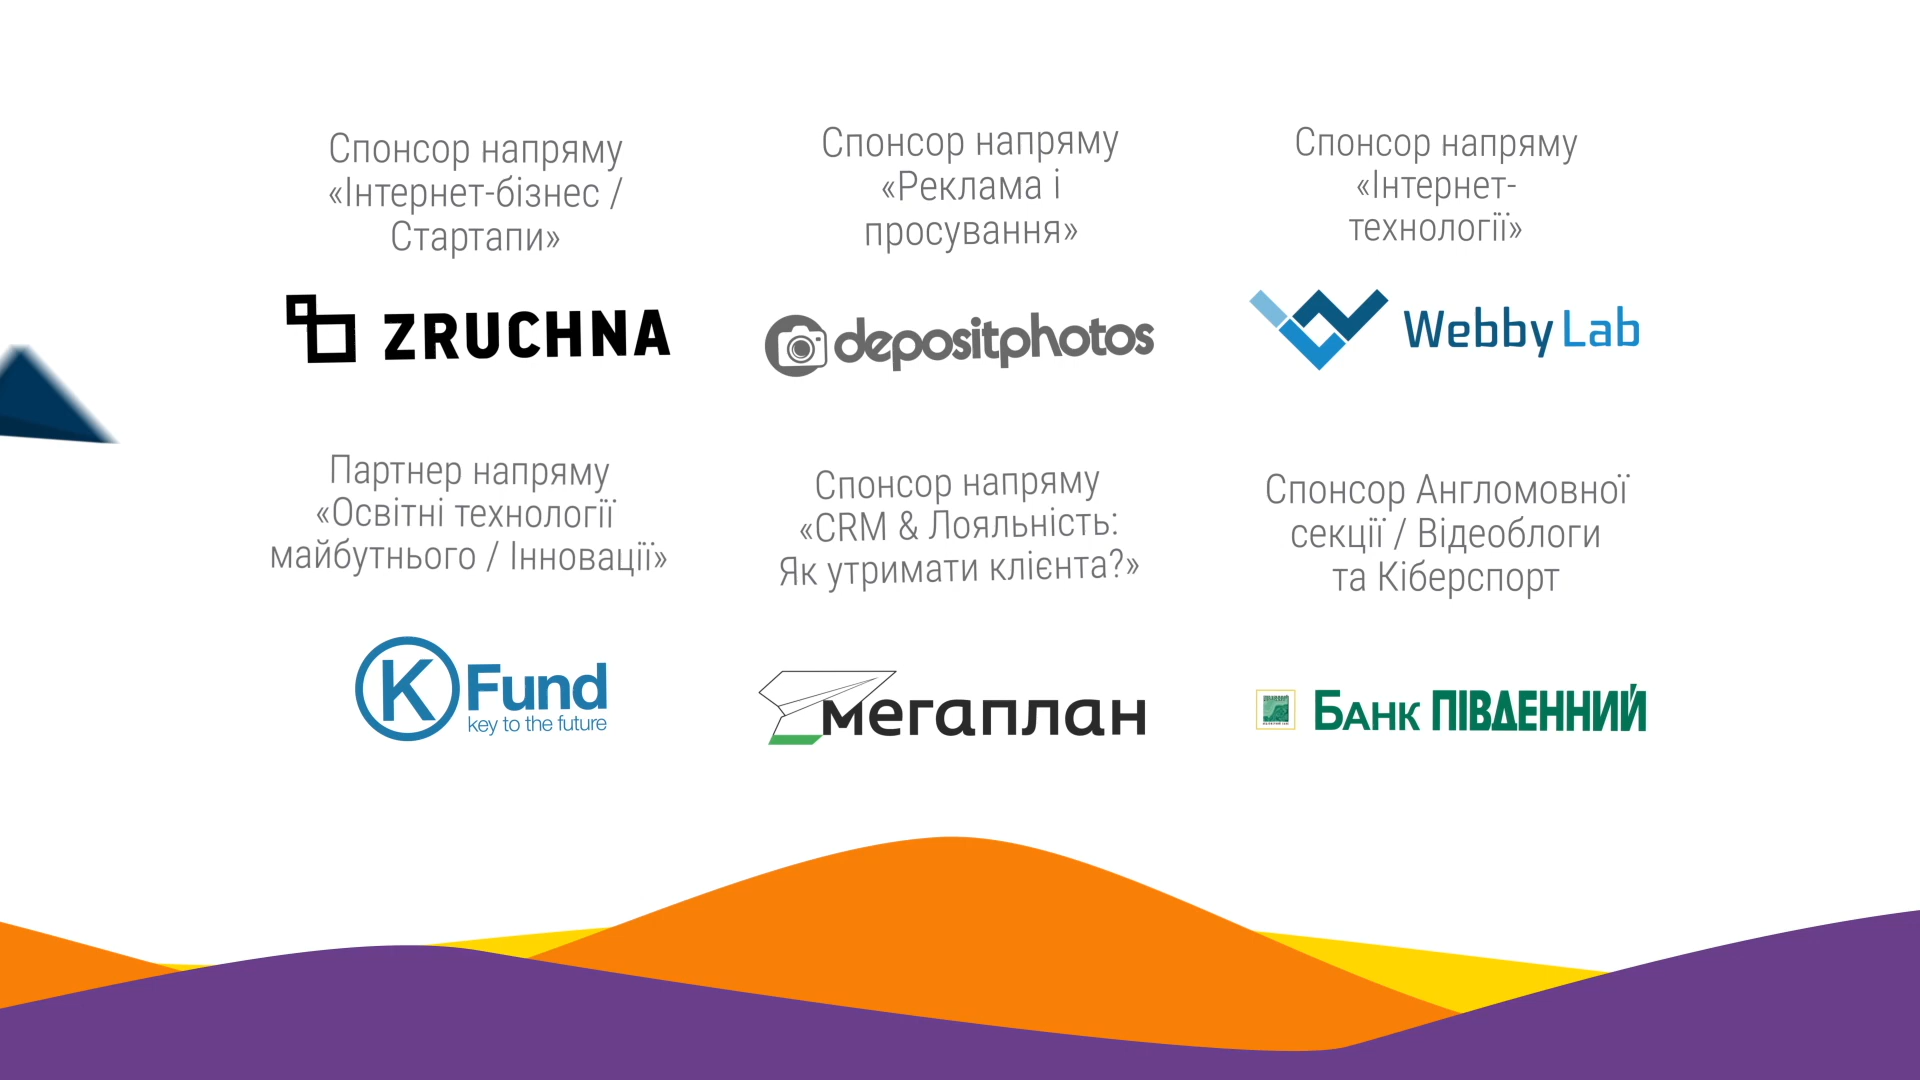 Спонсор напряму
«Інтернет-бізнес /
Стартапи»
ZRUCHNA
Спонсор напряму
«Реклама і
просування»
depositphotos
Спонсор напряму
«Інтернет-
технології»
WebbyLab
Партнер напряму
«Освітні технології
майбутнього / Інновації»
K Fund
key to the future
Спонсор напряму
«CRM & Лояльність:
Як утримати клієнта?»
мегаплан
Спонсор Англомовної
секції / Відеоблоги
та Кіберспорт
Банк ПІВДЕННИЙ